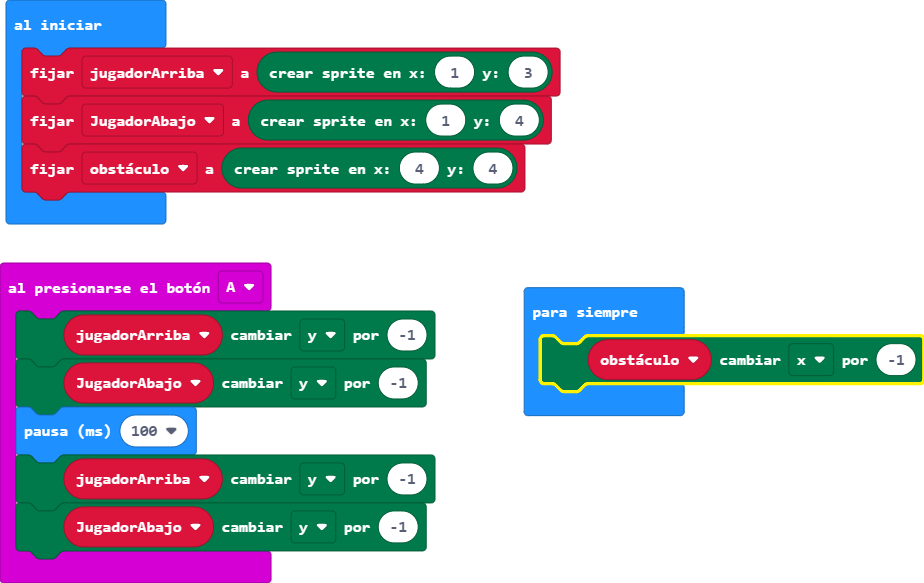 al iniciar
fijar jugadorArriba a crear sprite en x: 1 y: 3
fijar JugadorAbajo a crear sprite en x: 1 y: 4
fijar obstáculo a crear sprite en x: 4 y: 4
al presionarse el botón A
jugadorArriba cambiar y por -1
JugadorAbajo cambiar y por -1
pausa (ms) 100
jugadorArriba cambiar y por -1
JugadorAbajo cambiar y por -1
para siempre
obstáculo cambiar x por -1